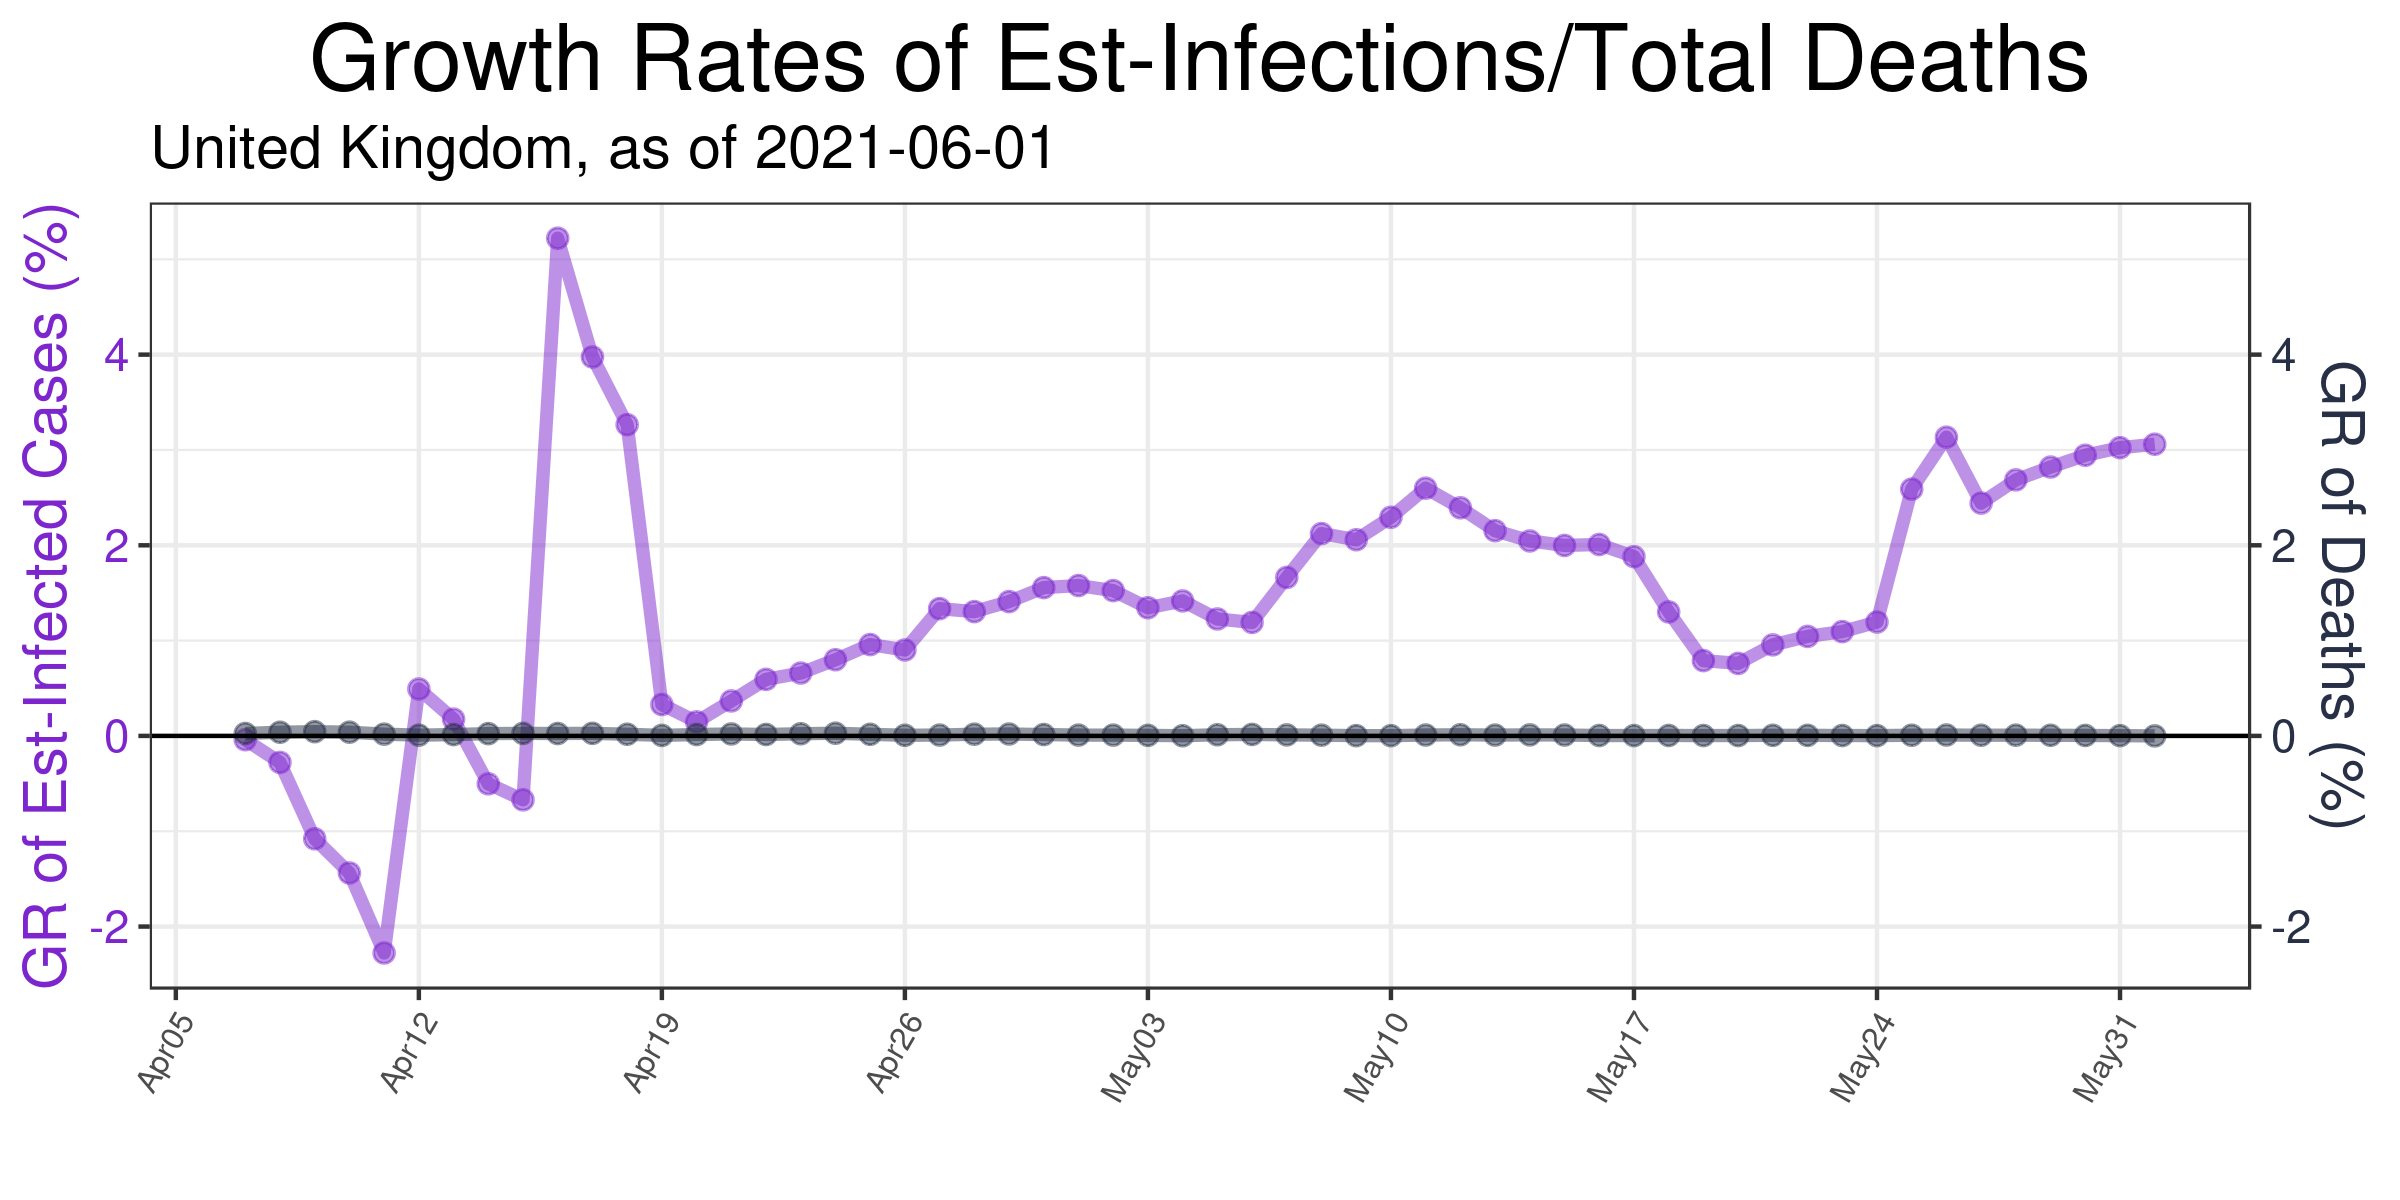 Growth Rates of Est-Infections/Total Deaths
United Kingdom, as of 2021-06-01
GR of Est-Infected Cases (%)
4
2
0
-2
4
2
0
-2
GR of Deaths (%)
Apr05
Apr12
Apr19
Apr26
May03
May10
May17
May24
May31